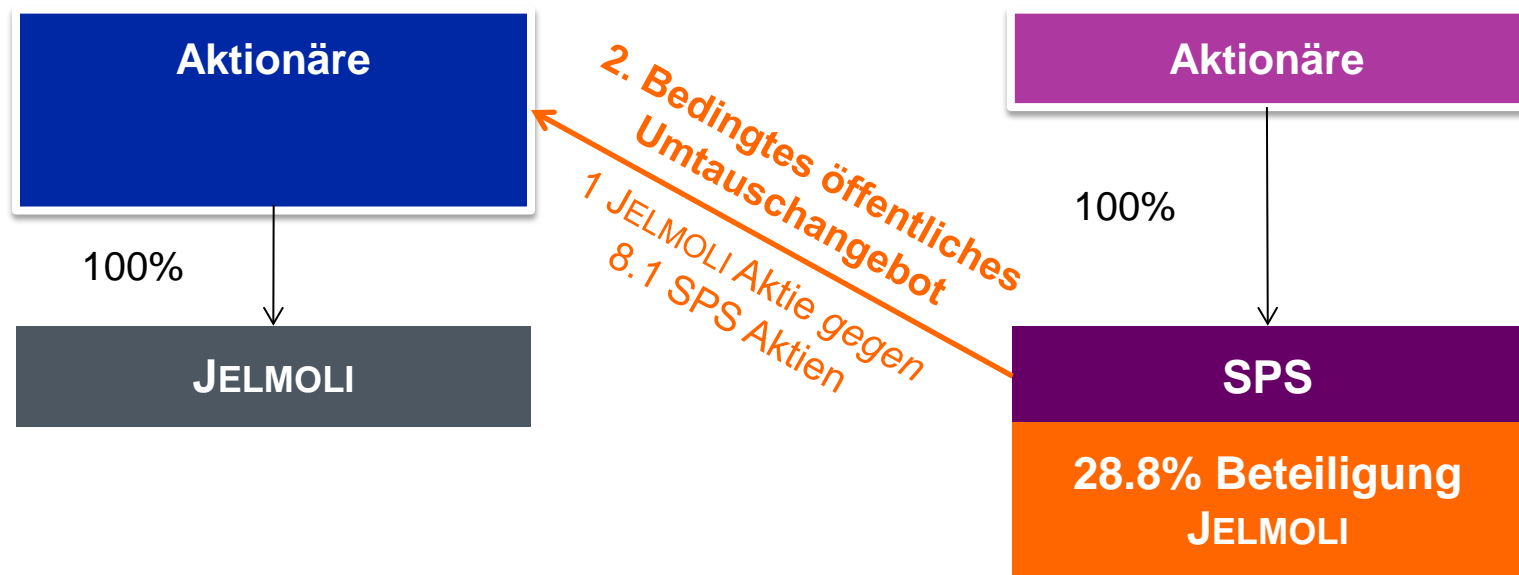 Aktionäre
100%
JELMOLI
2. Bedingtes öffentliches
Umtauschangebot
1 JELMOLI Aktie gegen
8.1 SPS Aktien
Aktionäre
100%
SPS
28.8% Beteiligung
JELMOLI